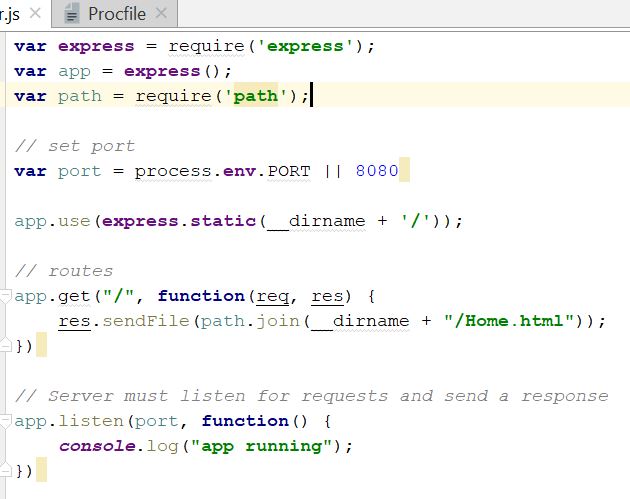 r.js Procfile
var express = require('express');
var app = express();
var path = require('path');
// set port
var port = process.env.PORT || 8080
app.use(express.static(__dirname + '/'));
// routes
app.get("/", function(req, res) {
    res.sendFile(path.join(__dirname + "/Home.html"));
})
// Server must listen for requests and send a response
app.listen(port, function() {
    console.log("app running");
})